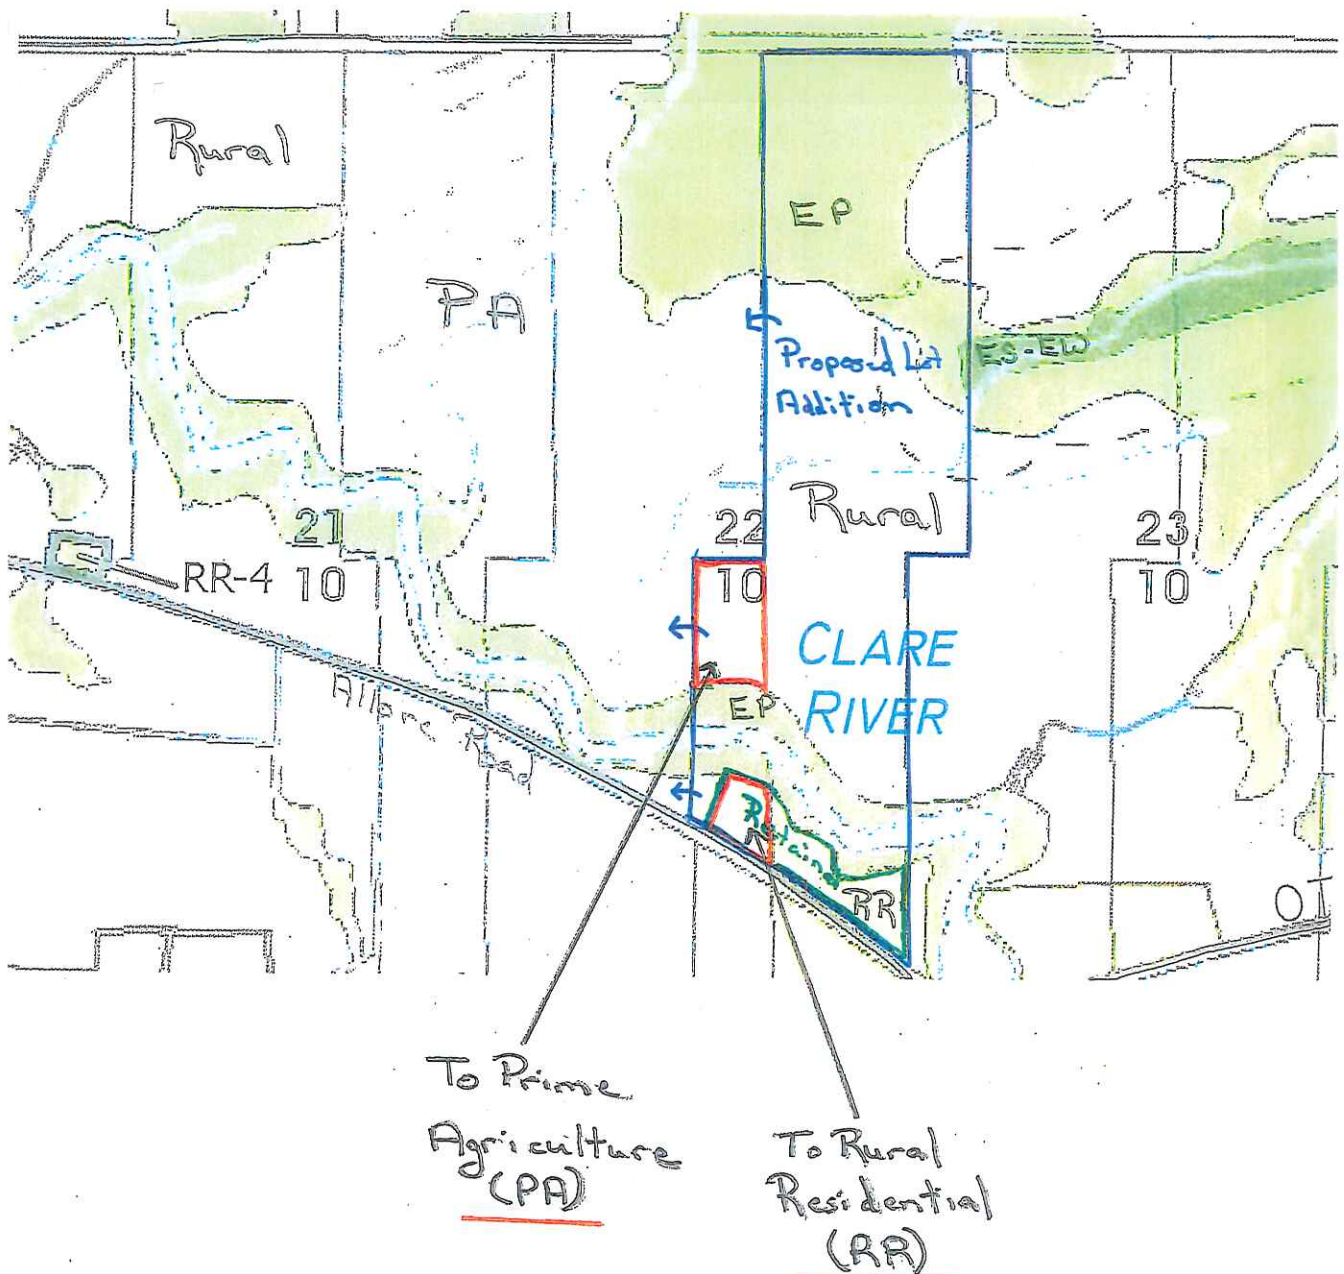 Rural
EP
PA
Proposed Lot
Addition
ES-EW
Rural
21
10
22
10
23
10
RR-4
CLARE
RIVER
EP
Road
Retained
RR
To Prime
Agriculture
(PA)
To Rural
Residential
(RR)